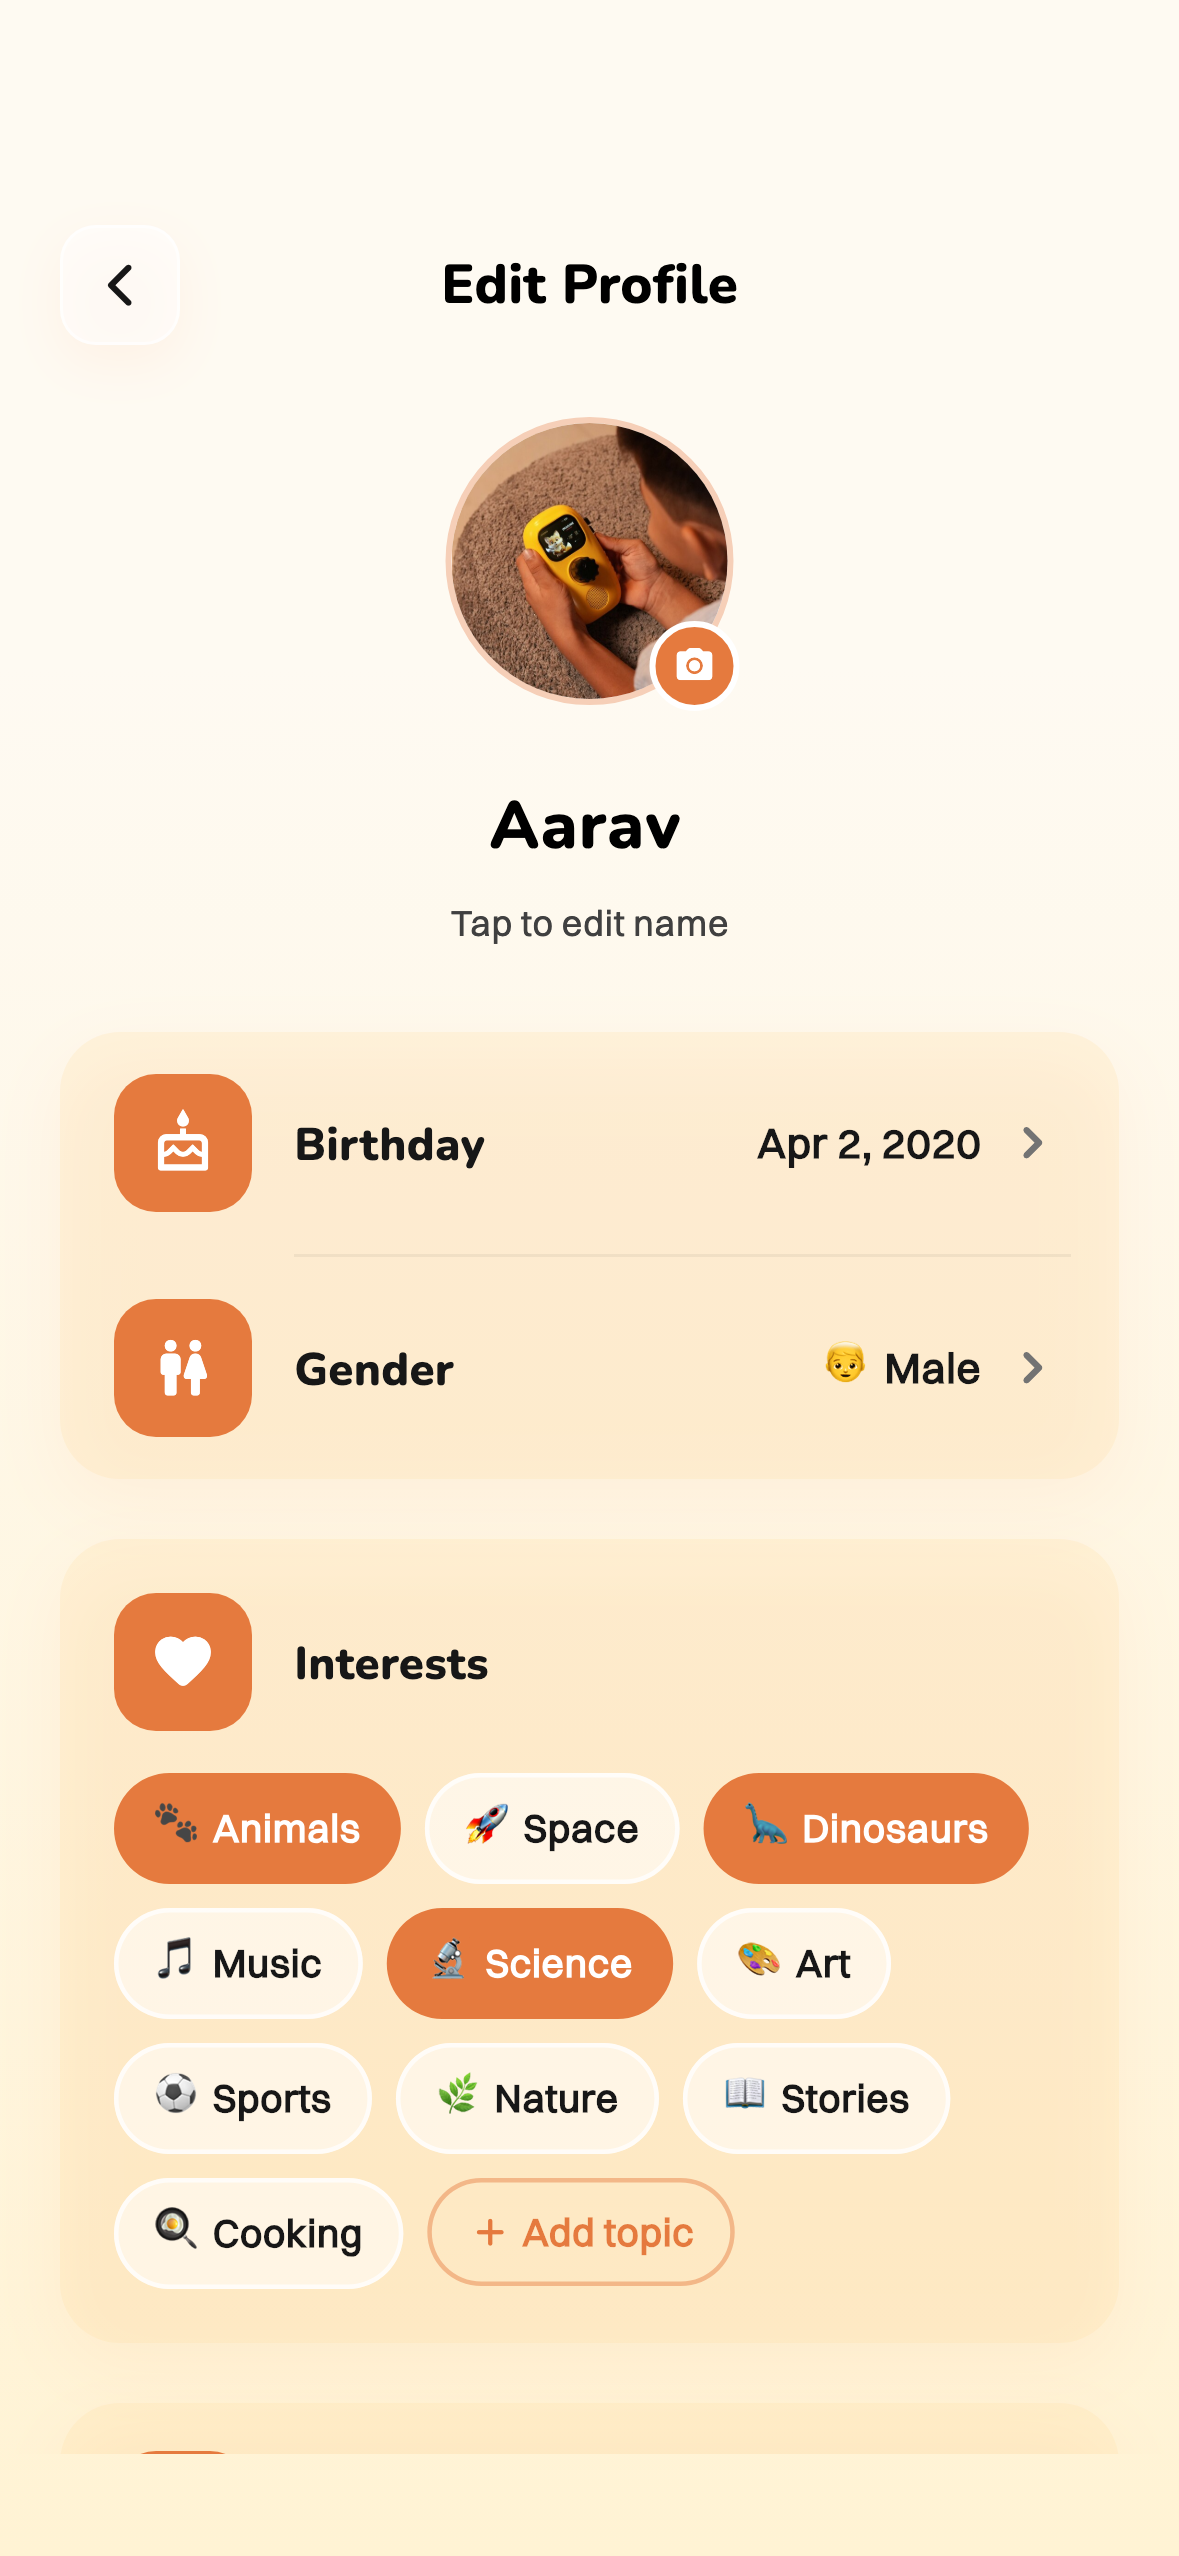 Edit Profile
Aarav
Tap to edit name
Birthday
Apr 2, 2020
Gender
Male
Interests
Animals
Space
Dinosaurs
Music
Science
Art
Sports
Nature
Stories
Cooking
+ Add topic